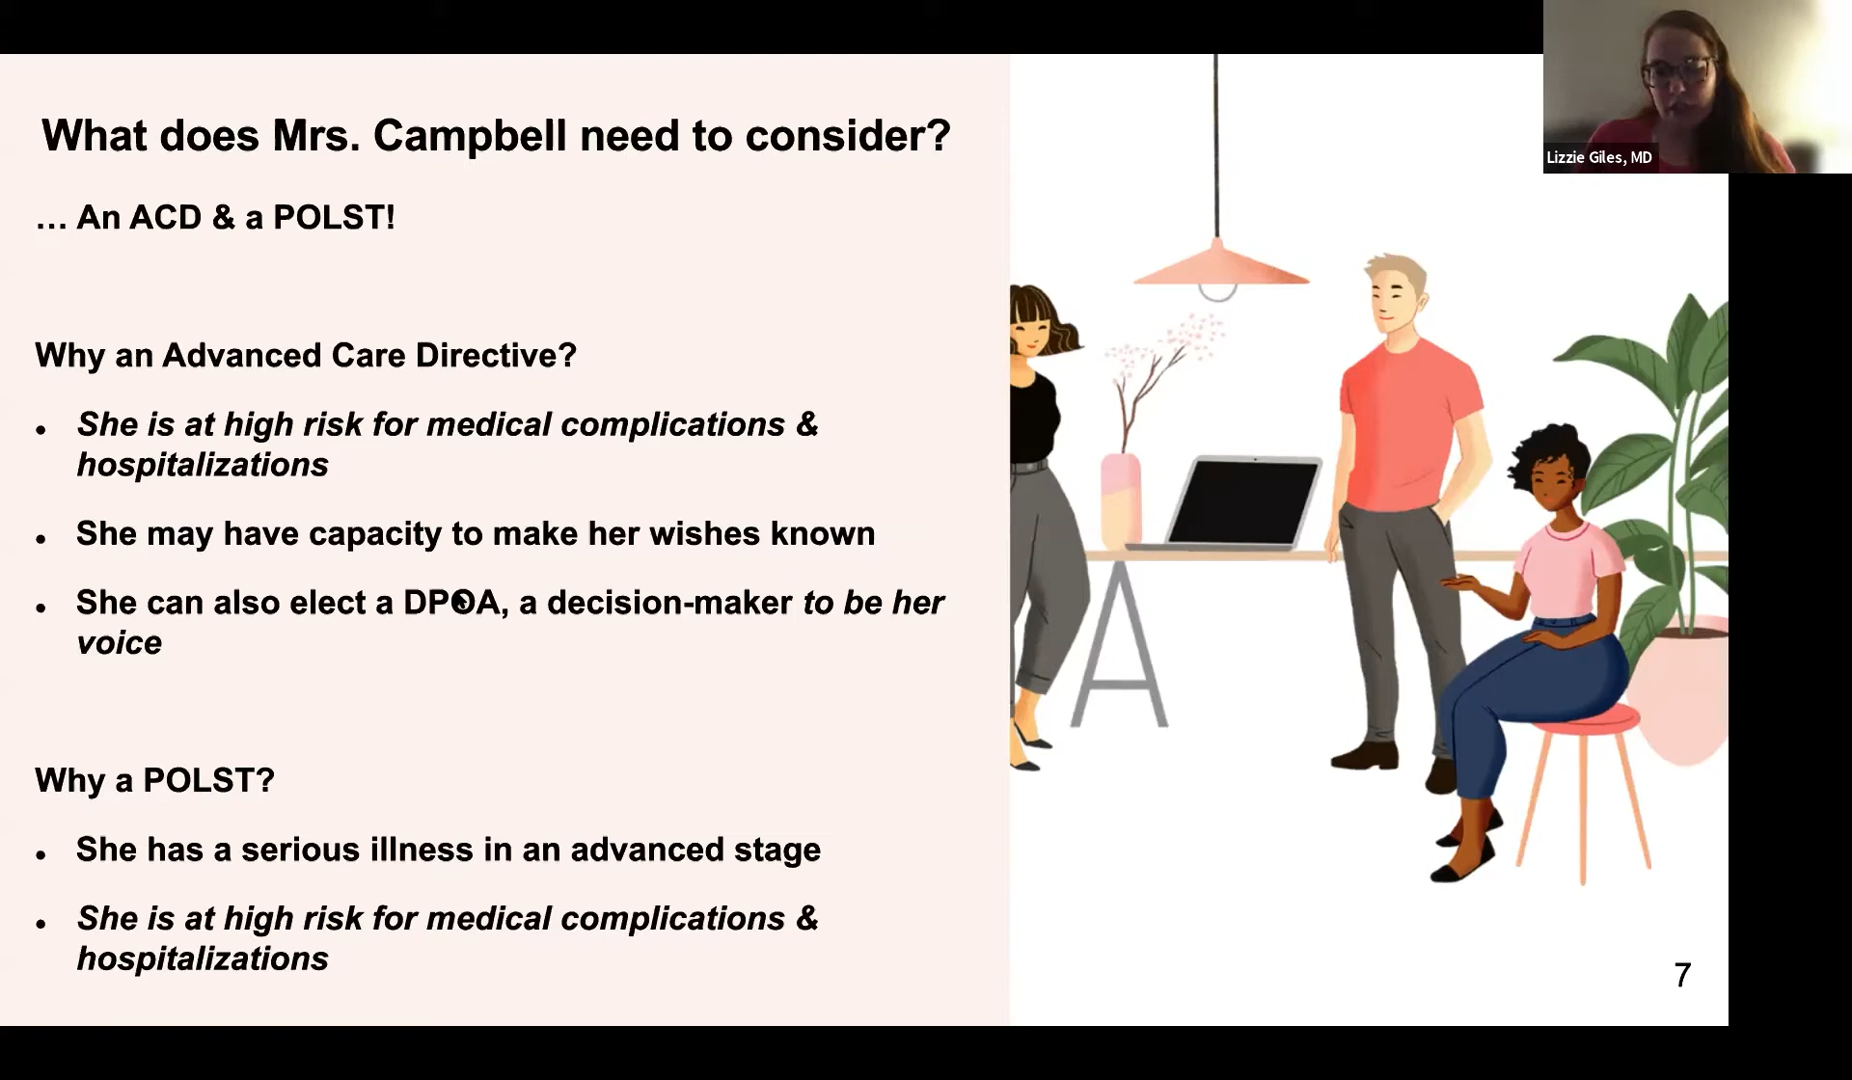 What does Mrs. Campbell need to consider?
… An ACD & a POLST!
Why an Advanced Care Directive?
• She is at high risk for medical complications &
hospitalizations
• She may have capacity to make her wishes known
• She can also elect a DPOA, a decision-maker to be her
voice
Why a POLST?
• She has a serious illness in an advanced stage
• She is at high risk for medical complications &
hospitalizations
7
Lizzie Giles, MD